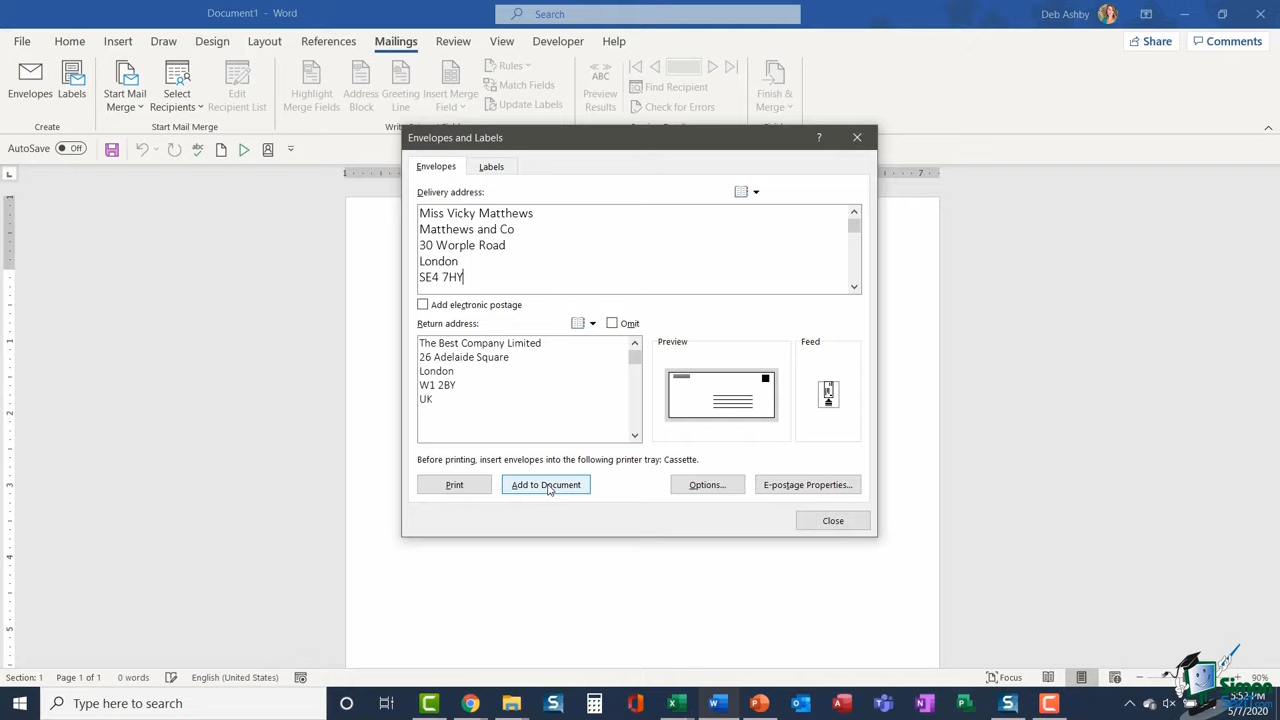 Document1 - Word
Search
Deb Ashby
File Home Insert Draw Design Layout References Mailings Review View Developer Help
Share Comments
Envelopes Labels
Create
Start Mail Merge
Select Recipients
Edit Recipient List
Start Mail Merge
Highlight Merge Fields
Address Block
Greeting Line
Insert Merge Field
Rules
Match Fields
Update Labels
Preview Results
Find Recipient
Check for Errors
Finish & Merge
AutoSave Off
Envelopes and Labels
Envelopes Labels
Delivery address:
Miss Vicky Matthews
Matthews and Co
30 Worple Road
London
SE4 7HY
Add electronic postage
Return address:
Omit
The Best Company Limited
26 Adelaide Square
London
W1 2BY
UK
Preview
Feed
Before printing, insert envelopes into the following printer tray: Cassette.
Print Add to Document Options... E-postage Properties...
Close
Section: 1 Page 1 of 1 0 words English (United States)
Focus
90%
Type here to search
5:52 PM
5/7/2020